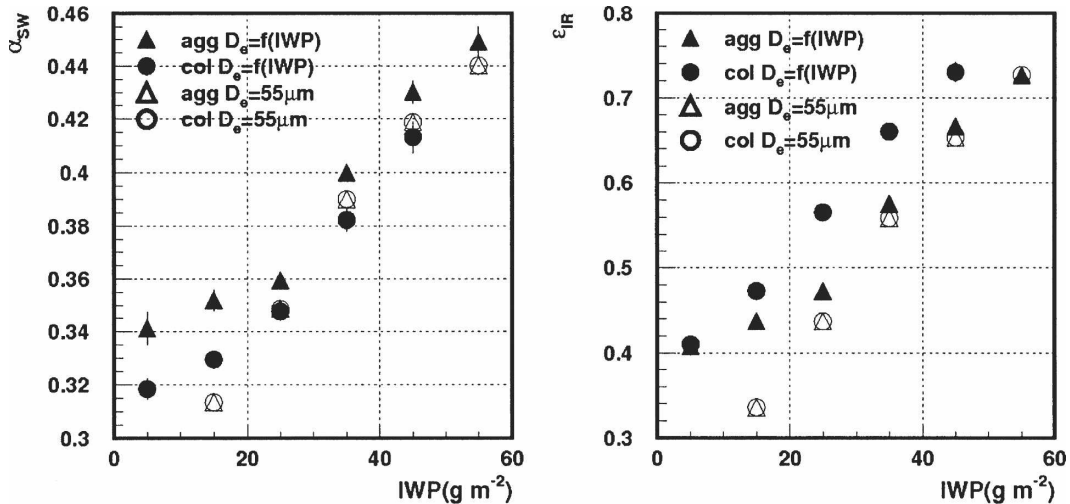 α_SW
0.46
0.44
0.42
0.4
0.38
0.36
0.34
0.32
0.3
agg D_e=f(IWP)
col D_e=f(IWP)
agg D_e=55μm
col D_e=55μm
0
20
40
60
IWP(g m⁻²)
ε_IR
0.8
0.7
0.6
0.5
0.4
0.3
agg D_e=f(IWP)
col D_e=f(IWP)
agg D_e=55μm
col D_e=55μm
0
20
40
60
IWP(g m⁻²)